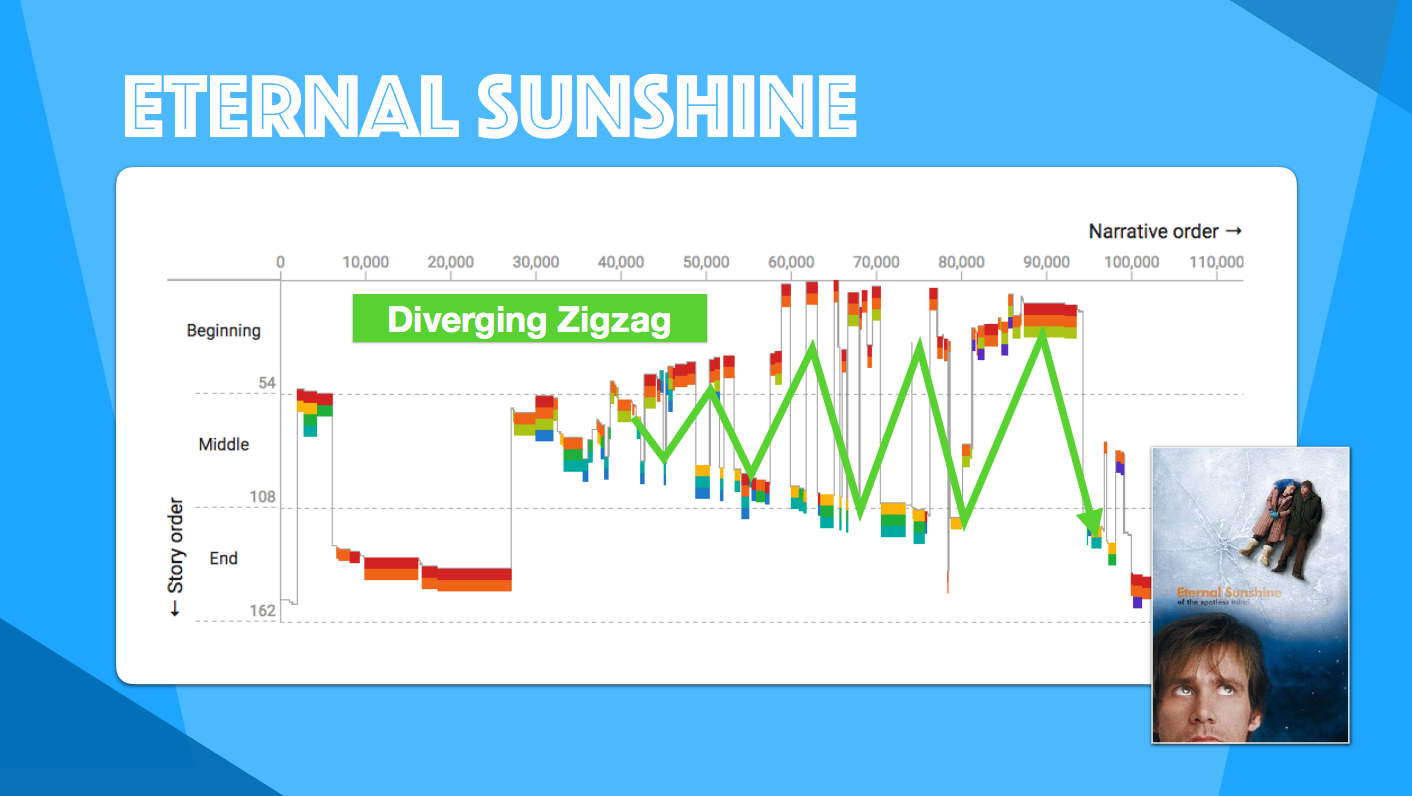 ETERNAL SUNSHINE
Narrative order →
0 10,000 20,000 30,000 40,000 50,000 60,000 70,000 80,000 90,000 100,000 110,000
Diverging Zigzag
Beginning
54
Middle
108
End
162
← Story order
Eternal Sunshine
of the spotless mind